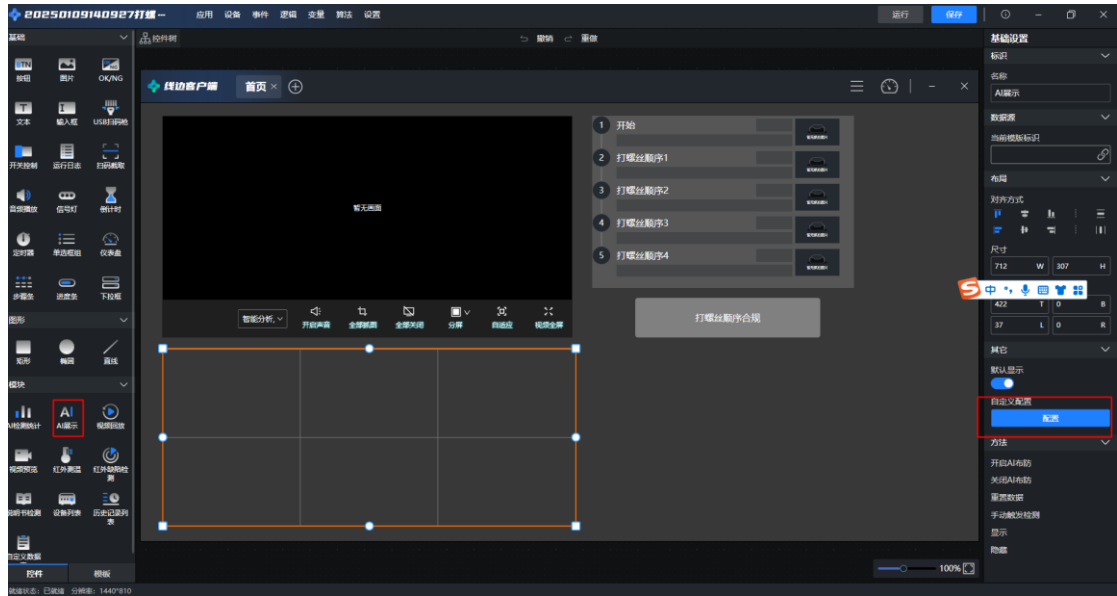 20250109140927打螺...
应用 设备 事件 逻辑 变量 算法 设置
运行 保存
基础
控件树
撤销 重做
基础设置
BTN
按钮 图片 OK/NG
文本 输入框 USB扫码枪
开关控制 运行日志 扫码截取
音频播放 信号灯 倒计时
定时器 单选框组 仪表盘
步骤条 进度条 下拉框
图形
矩形 椭圆 直线
模块
AI检测统计 AI展示 视频回放
视频预览 红外测温 红外缺陷检测
说明书检测 设备列表 历史记录列表
自定义数据
控件 模板
就绪状态: 已就绪 分辨率: 1440*810
线边客户端 首页
暂无画面
智能分析,
开启声音 全部抓图 全部关闭 分屏 自适应 视频全屏
1 开始
2 打螺丝顺序1
3 打螺丝顺序2
4 打螺丝顺序3
5 打螺丝顺序4
打螺丝顺序合规
100%
标识
名称
AI展示
数据源
当前模版标识
布局
对齐方式
尺寸
712 W 307 H
中
422 T 0 B
37 L 0 R
其它
默认显示
自定义配置
配置
方法
开启AI布防
关闭AI布防
重置数据
手动触发检测
显示
隐藏